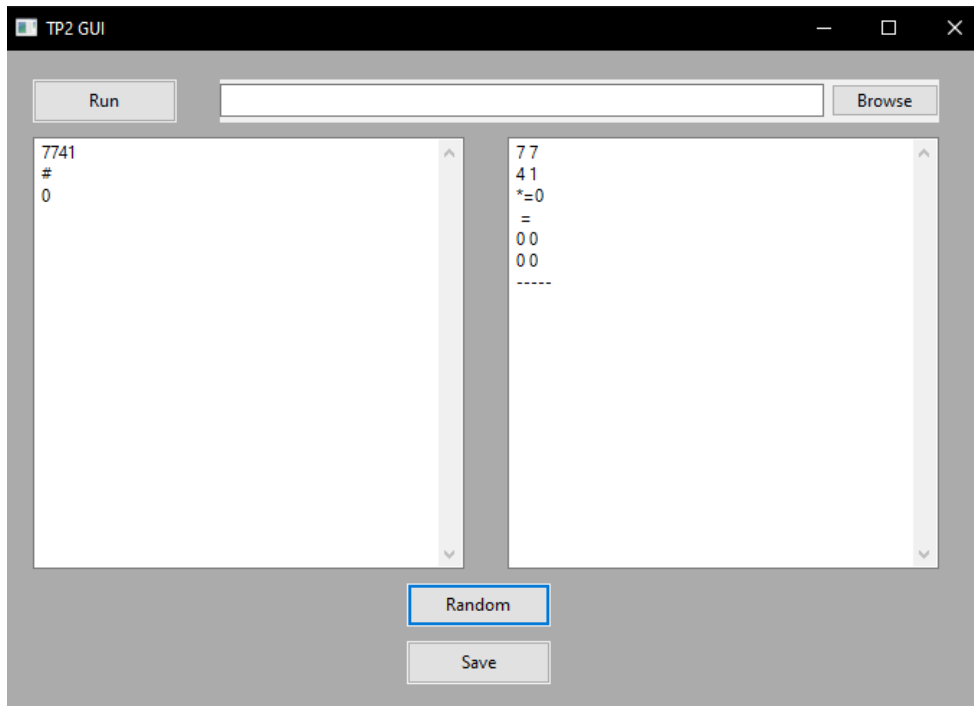 TP2 GUI
Run
Browse
7741
#
0
7 7
4 1
*=0
 =
0 0
0 0
-----
Random
Save